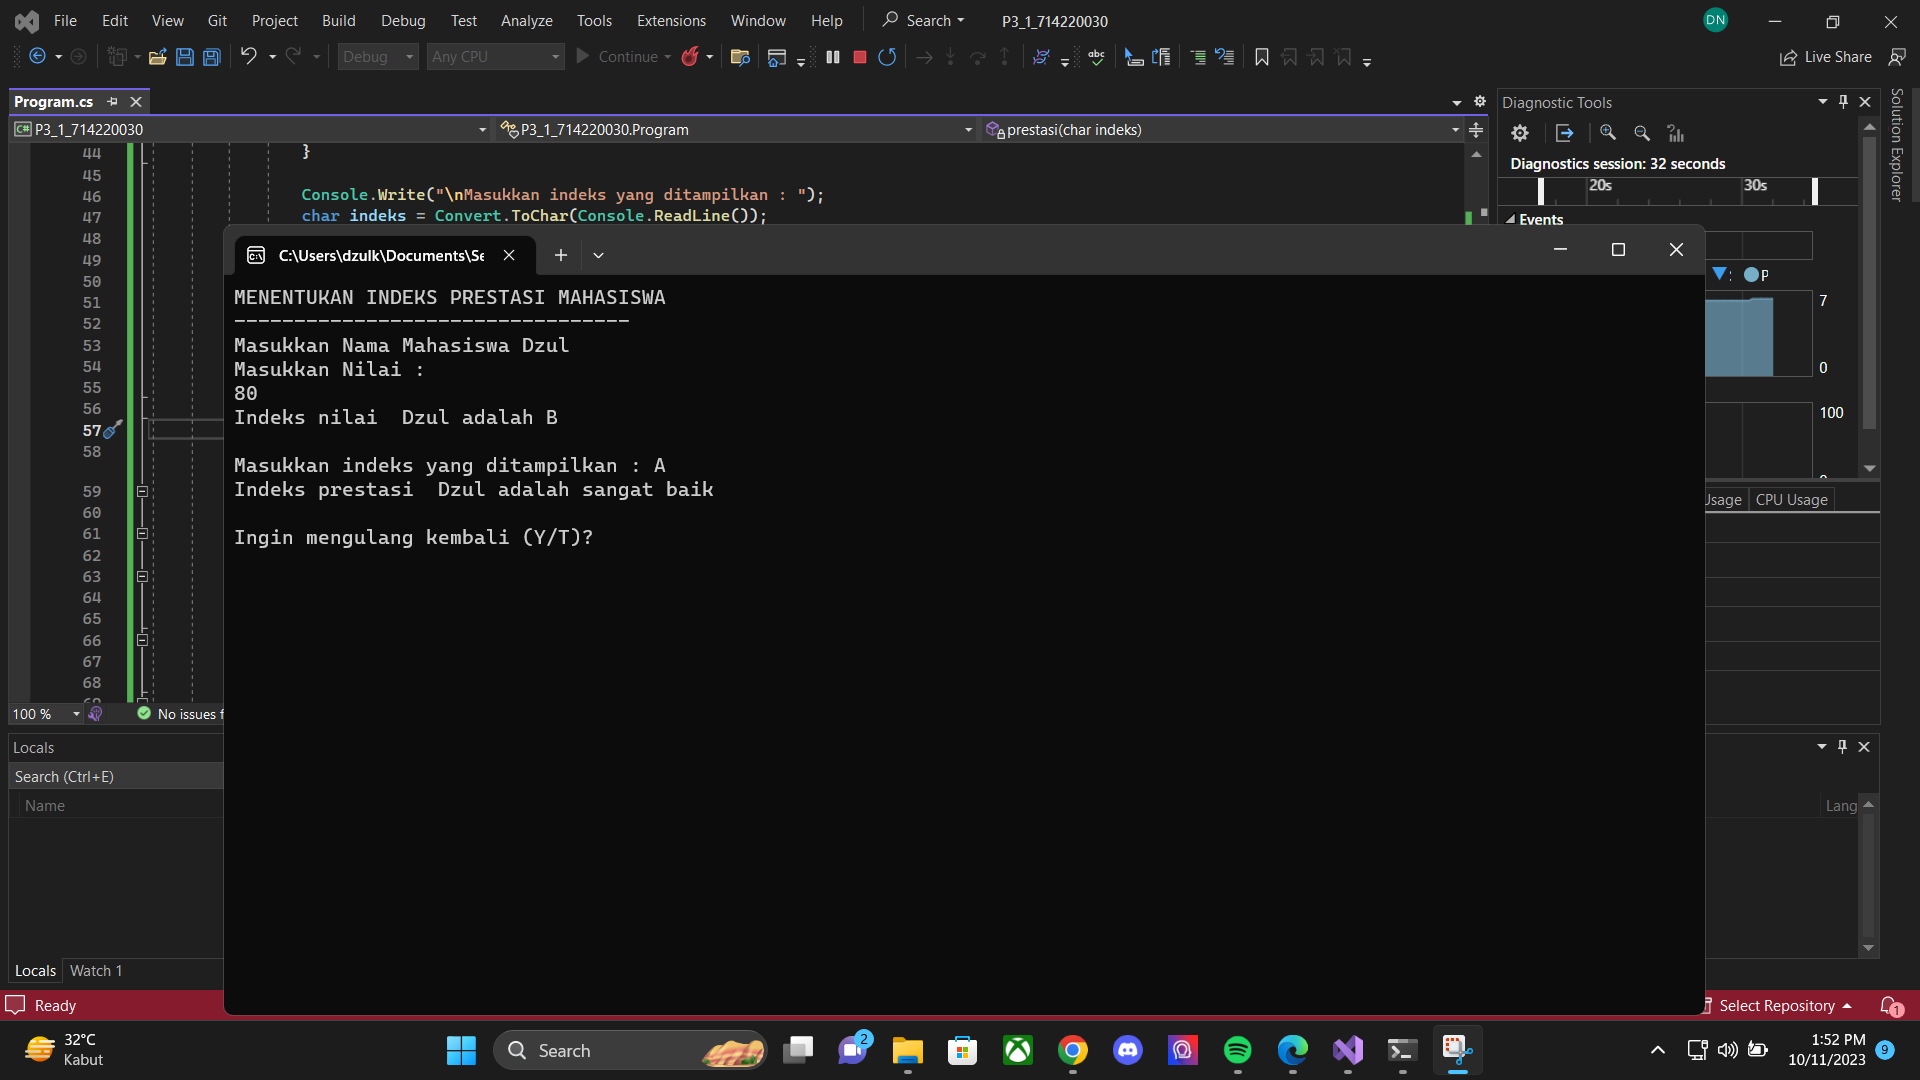 File Edit View Git Project Build Debug Test Analyze Tools Extensions Window Help Search P3_1_714220030 DN
Debug Any CPU Continue Live Share
Program.cs
P3_1_714220030 P3_1_714220030.Program prestasi(char indeks)
44 }
45
46 Console.Write("\nMasukkan indeks yang ditampilkan : ");
47 char indeks = Convert.ToChar(Console.ReadLine());
48
49
50
51
52
53
54
55
56
57
58
59
60
61
62
63
64
65
66
67
68
69
C:\Users\dzulk\Documents\Se
MENENTUKAN INDEKS PRESTASI MAHASISWA
---------------------------------
Masukkan Nama Mahasiswa Dzul
Masukkan Nilai :
80
Indeks nilai  Dzul adalah B
Masukkan indeks yang ditampilkan : A
Indeks prestasi  Dzul adalah sangat baik
Ingin mengulang kembali (Y/T)?
Diagnostic Tools
Diagnostics session: 32 seconds
20s 30s
Events
P
7
0
100
Usage CPU Usage
Solution Explorer
100 % No issues f
Locals
Search (Ctrl+E)
Name
Lang
Locals Watch 1
Ready Select Repository 1
32°C
Kabut
Search
2
1:52 PM
10/11/2023
9